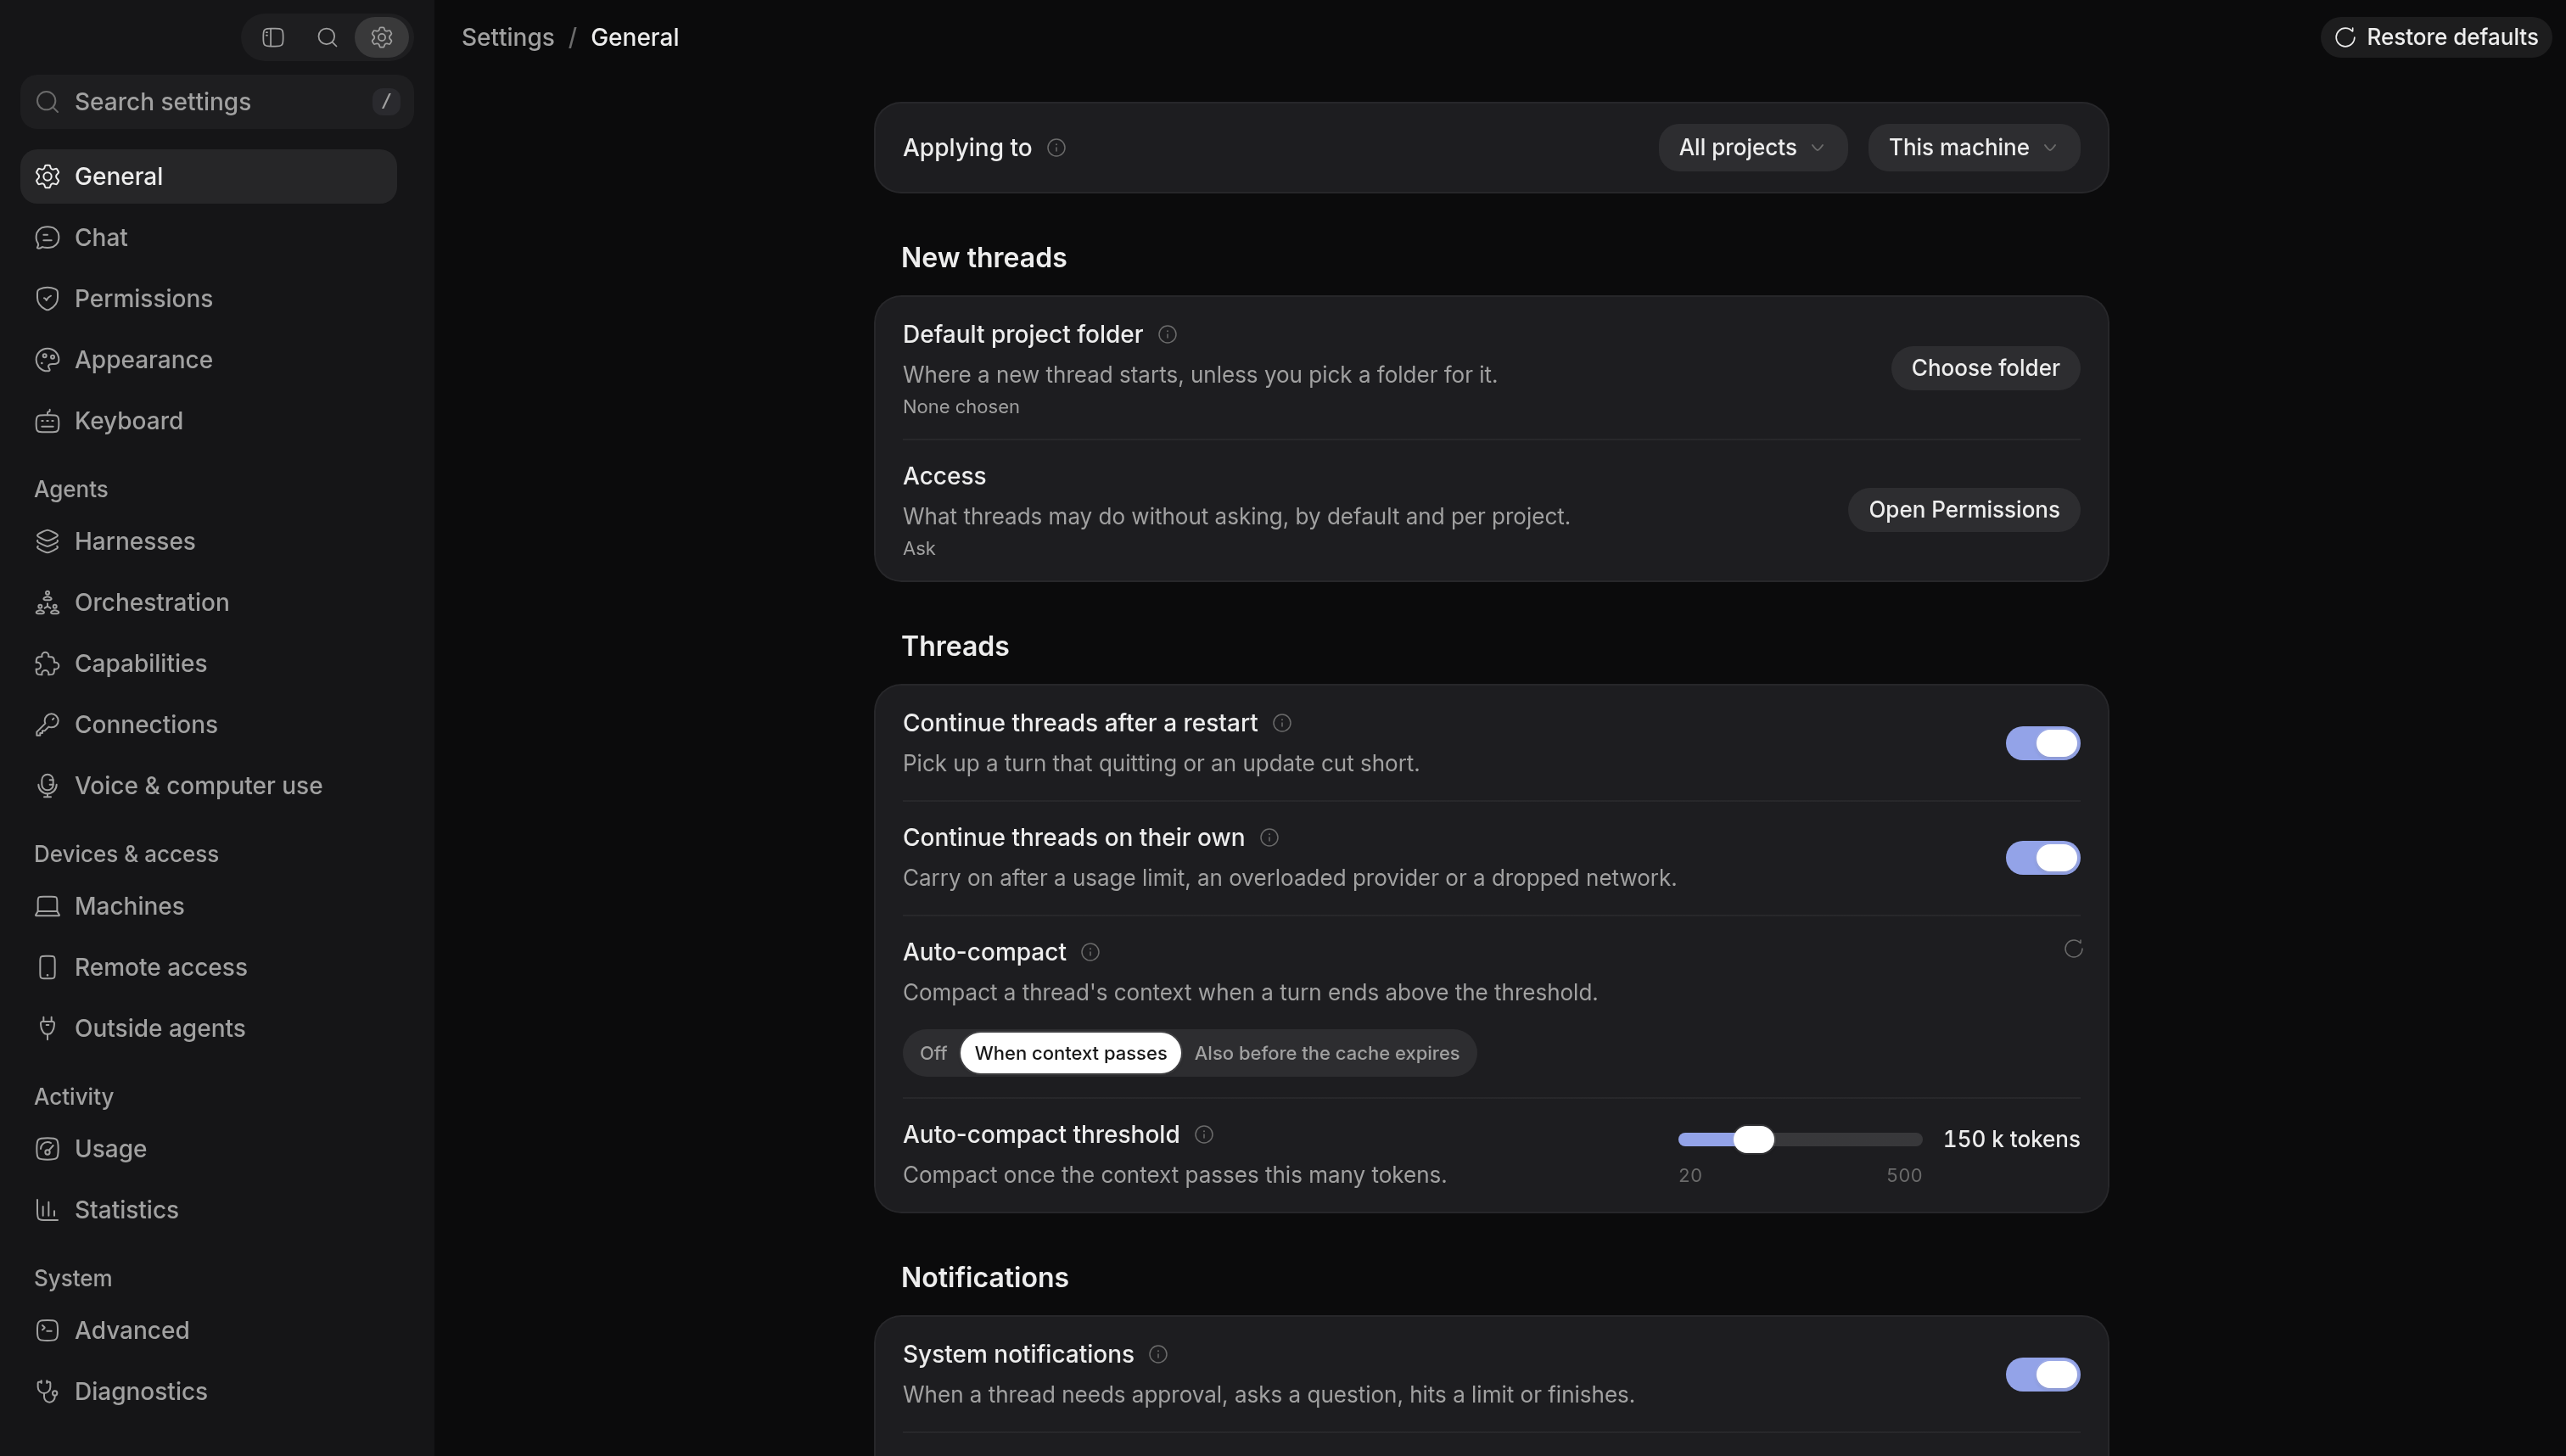 Settings / General
Restore defaults
Search settings /
General
Chat
Permissions
Appearance
Keyboard
Agents
Harnesses
Orchestration
Capabilities
Connections
Voice & computer use
Devices & access
Machines
Remote access
Outside agents
Activity
Usage
Statistics
System
Advanced
Diagnostics
Applying to
All projects
This machine
New threads
Default project folder
Where a new thread starts, unless you pick a folder for it.
None chosen
Choose folder
Access
What threads may do without asking, by default and per project.
Ask
Open Permissions
Threads
Continue threads after a restart
Pick up a turn that quitting or an update cut short.
Continue threads on their own
Carry on after a usage limit, an overloaded provider or a dropped network.
Auto-compact
Compact a thread's context when a turn ends above the threshold.
Off When context passes Also before the cache expires
Auto-compact threshold
Compact once the context passes this many tokens.
150 k tokens
20 500
Notifications
System notifications
When a thread needs approval, asks a question, hits a limit or finishes.